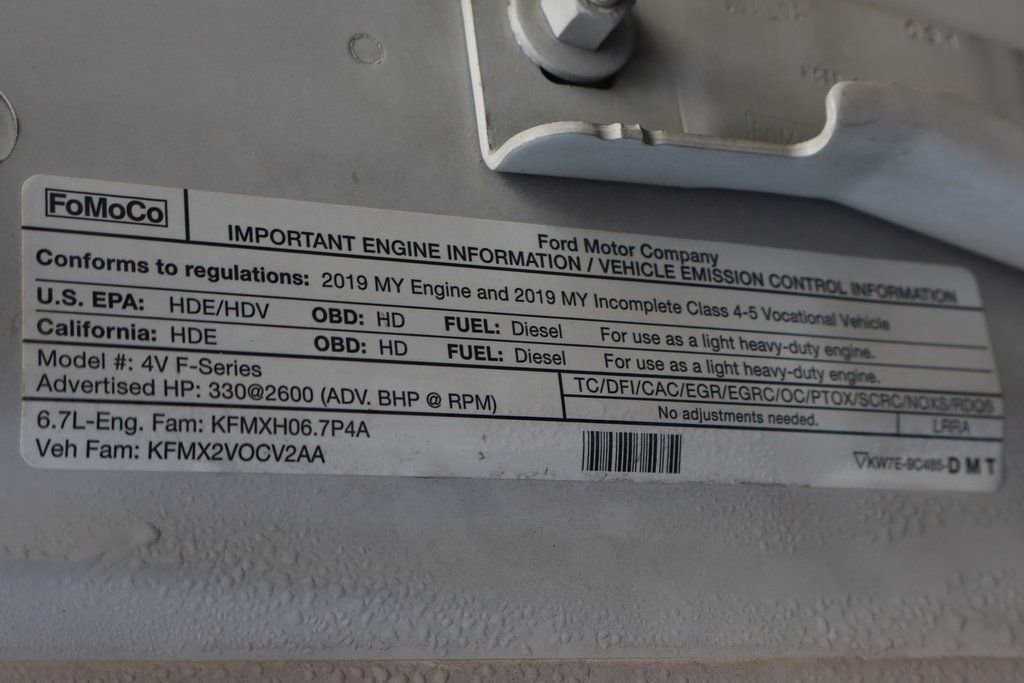 FoMoCo
Ford Motor Company
IMPORTANT ENGINE INFORMATION / VEHICLE EMISSION CONTROL INFORMATION
Conforms to regulations: 2019 MY Engine and 2019 MY Incomplete Class 4-5 Vocational Vehicle
U.S. EPA: HDE/HDV OBD: HD FUEL: Diesel For use as a light heavy-duty engine.
California: HDE OBD: HD FUEL: Diesel For use as a light heavy-duty engine.
Model #: 4V F-Series
Advertised HP: 330@2600 (ADV. BHP @ RPM)
TC/DFI/CAC/EGR/EGRC/OC/PTOX/SCRC/NOXS/RDQS
No adjustments needed. LRRA
6.7L-Eng. Fam: KFMXH06.7P4A
Veh Fam: KFMX2VOCV2AA
KW7E-9C485-DMT